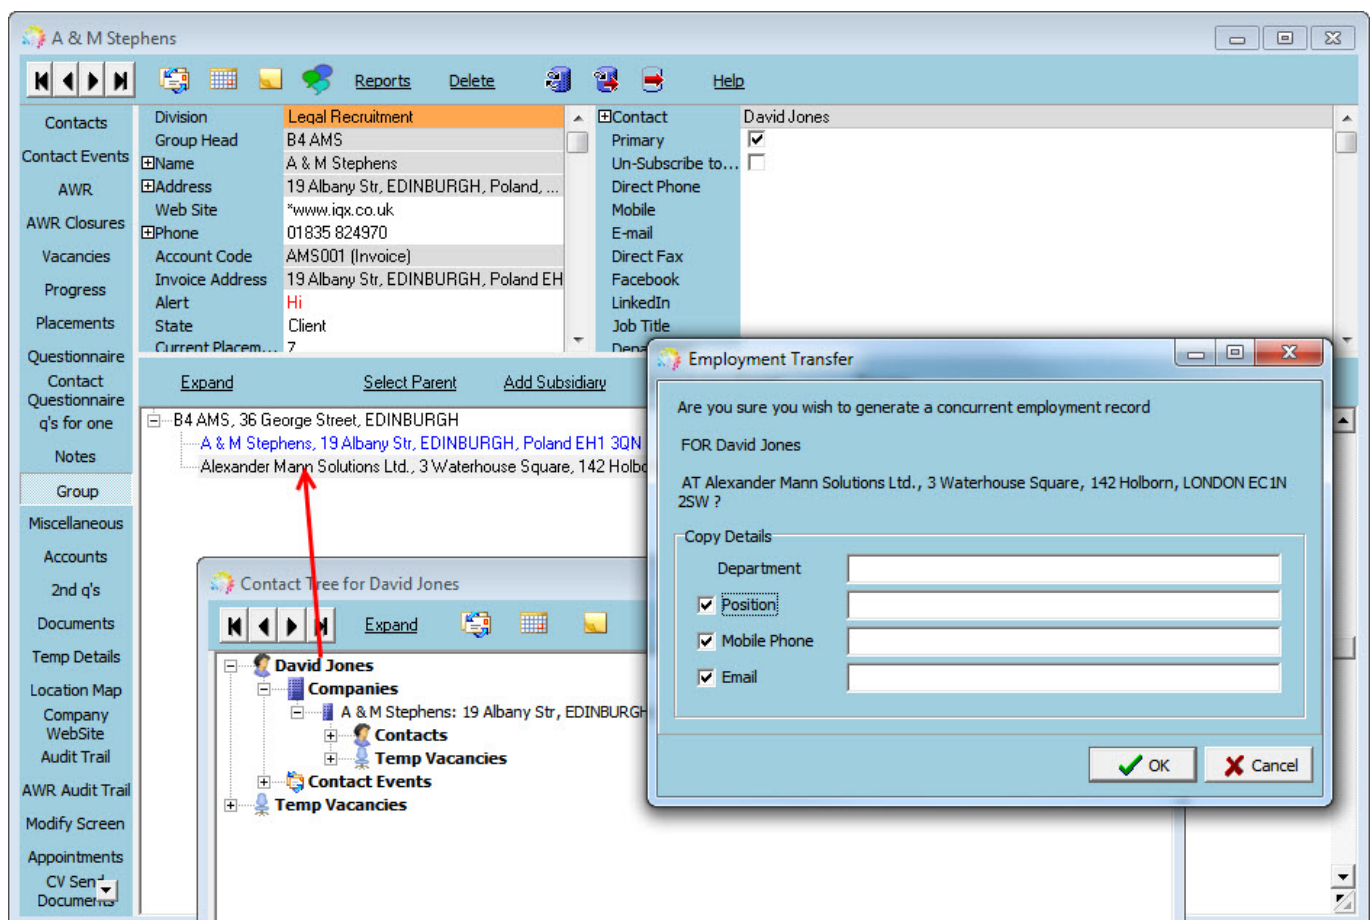 A & M Stephens
Reports Delete Help
Contacts
Contact Events
AWR
AWR Closures
Vacancies
Progress
Placements
Questionnaire
Contact
Questionnaire
q's for one
Notes
Group
Miscellaneous
Accounts
2nd q's
Documents
Temp Details
Location Map
Company
WebSite
Audit Trail
AWR Audit Trail
Modify Screen
Appointments
CV Send
Documents
Division Legal Recruitment
Group Head B4 AMS
Name A & M Stephens
Address 19 Albany Str, EDINBURGH, Poland, ...
Web Site *www.iqx.co.uk
Phone 01835 824970
Account Code AMS001 (Invoice)
Invoice Address 19 Albany Str, EDINBURGH, Poland EH
Alert Hi
State Client
Current Placem... 7
Contact David Jones
Primary
Un-Subscribe to...
Direct Phone
Mobile
E-mail
Direct Fax
Facebook
LinkedIn
Job Title
Expand Select Parent Add Subsidiary
B4 AMS, 36 George Street, EDINBURGH
A & M Stephens, 19 Albany Str, EDINBURGH, Poland EH1 3QN
Alexander Mann Solutions Ltd., 3 Waterhouse Square, 142 Holbo
Contact Tree for David Jones
Expand
David Jones
Companies
A & M Stephens: 19 Albany Str, EDINBURGH
Contacts
Temp Vacancies
Contact Events
Temp Vacancies
Employment Transfer
Are you sure you wish to generate a concurrent employment record
FOR David Jones
AT Alexander Mann Solutions Ltd., 3 Waterhouse Square, 142 Holborn, LONDON EC1N
2SW ?
Copy Details
Department
Position
Mobile Phone
Email
OK Cancel